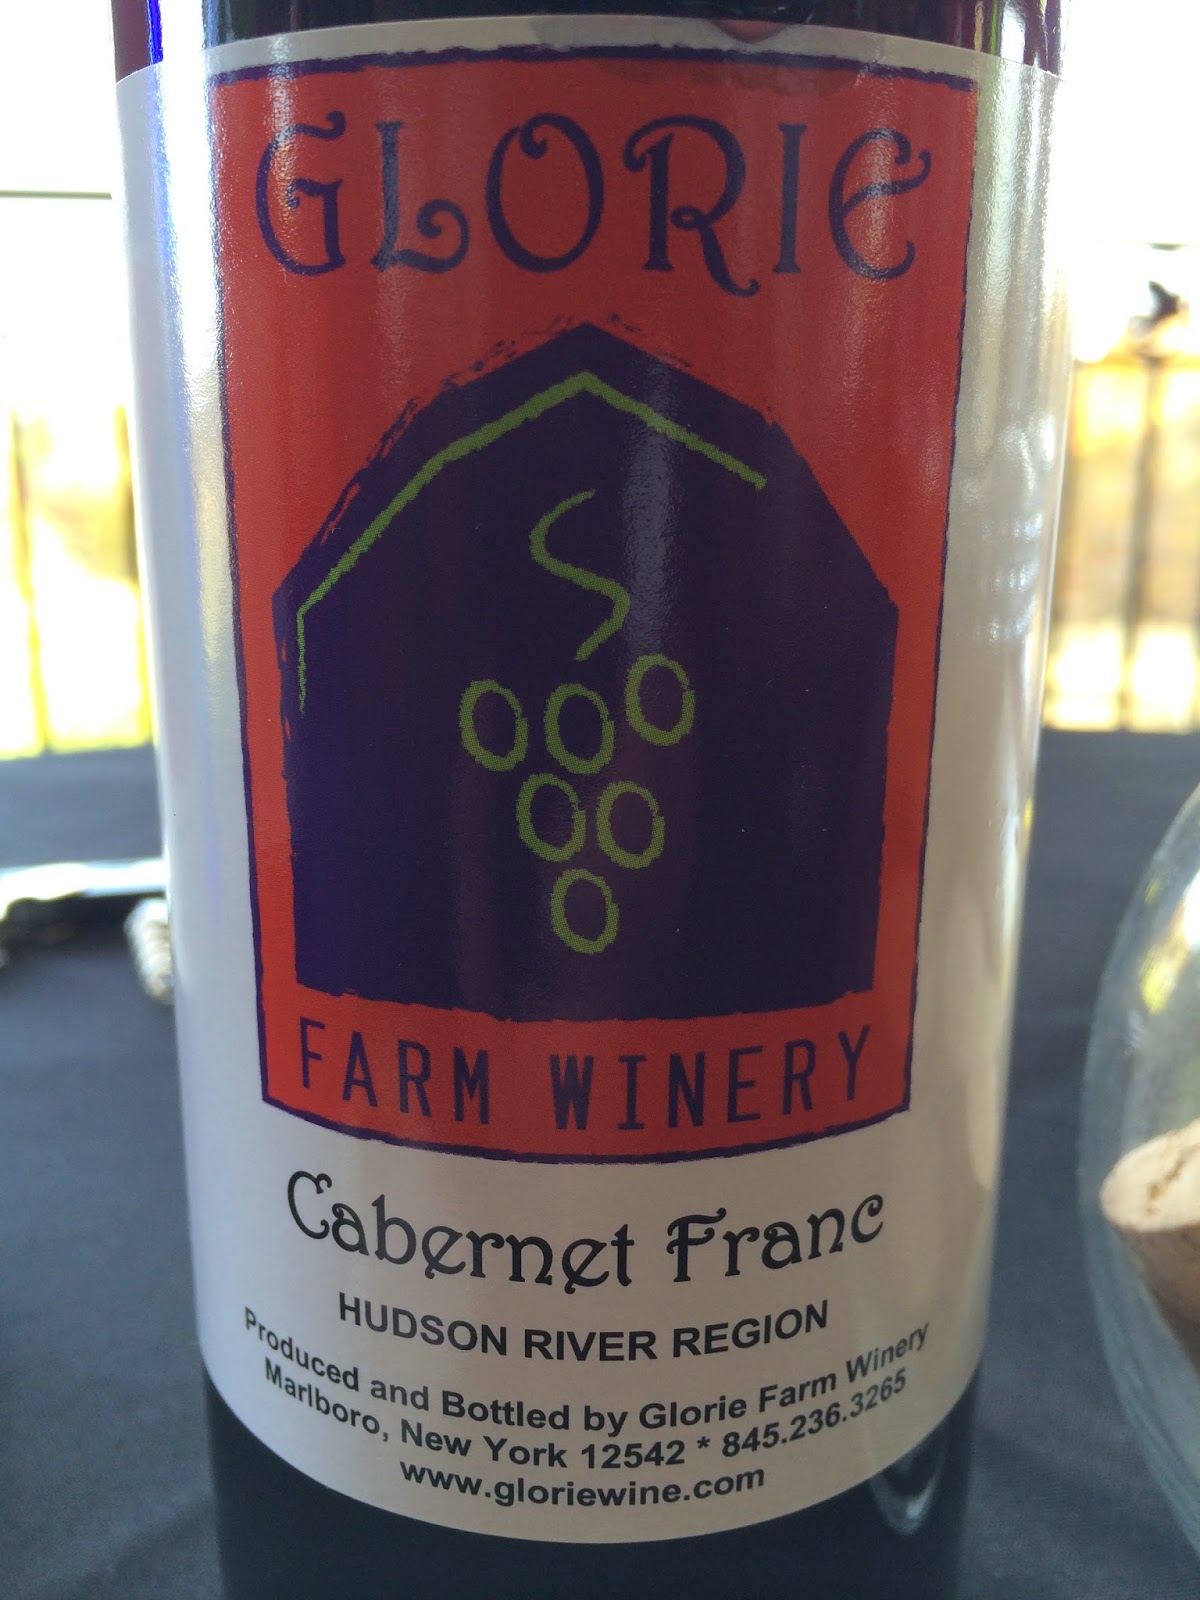 GLORIE
FARM WINERY
Cabernet Franc
HUDSON RIVER REGION
Produced and Bottled by Glorie Farm Winery
Marlboro, New York 12542 * 845.236.3265
www.gloriewine.com